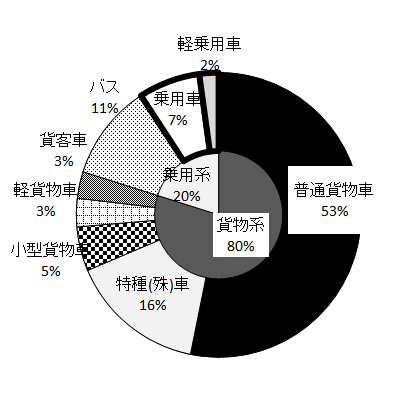 軽乗用車
2%
バス
11%
乗用車
7%
貨客車
3%
乗用系
20%
軽貨物車
3%
普通貨物車
53%
貨物系
80%
小型貨物車
5%
特種(殊)車
16%